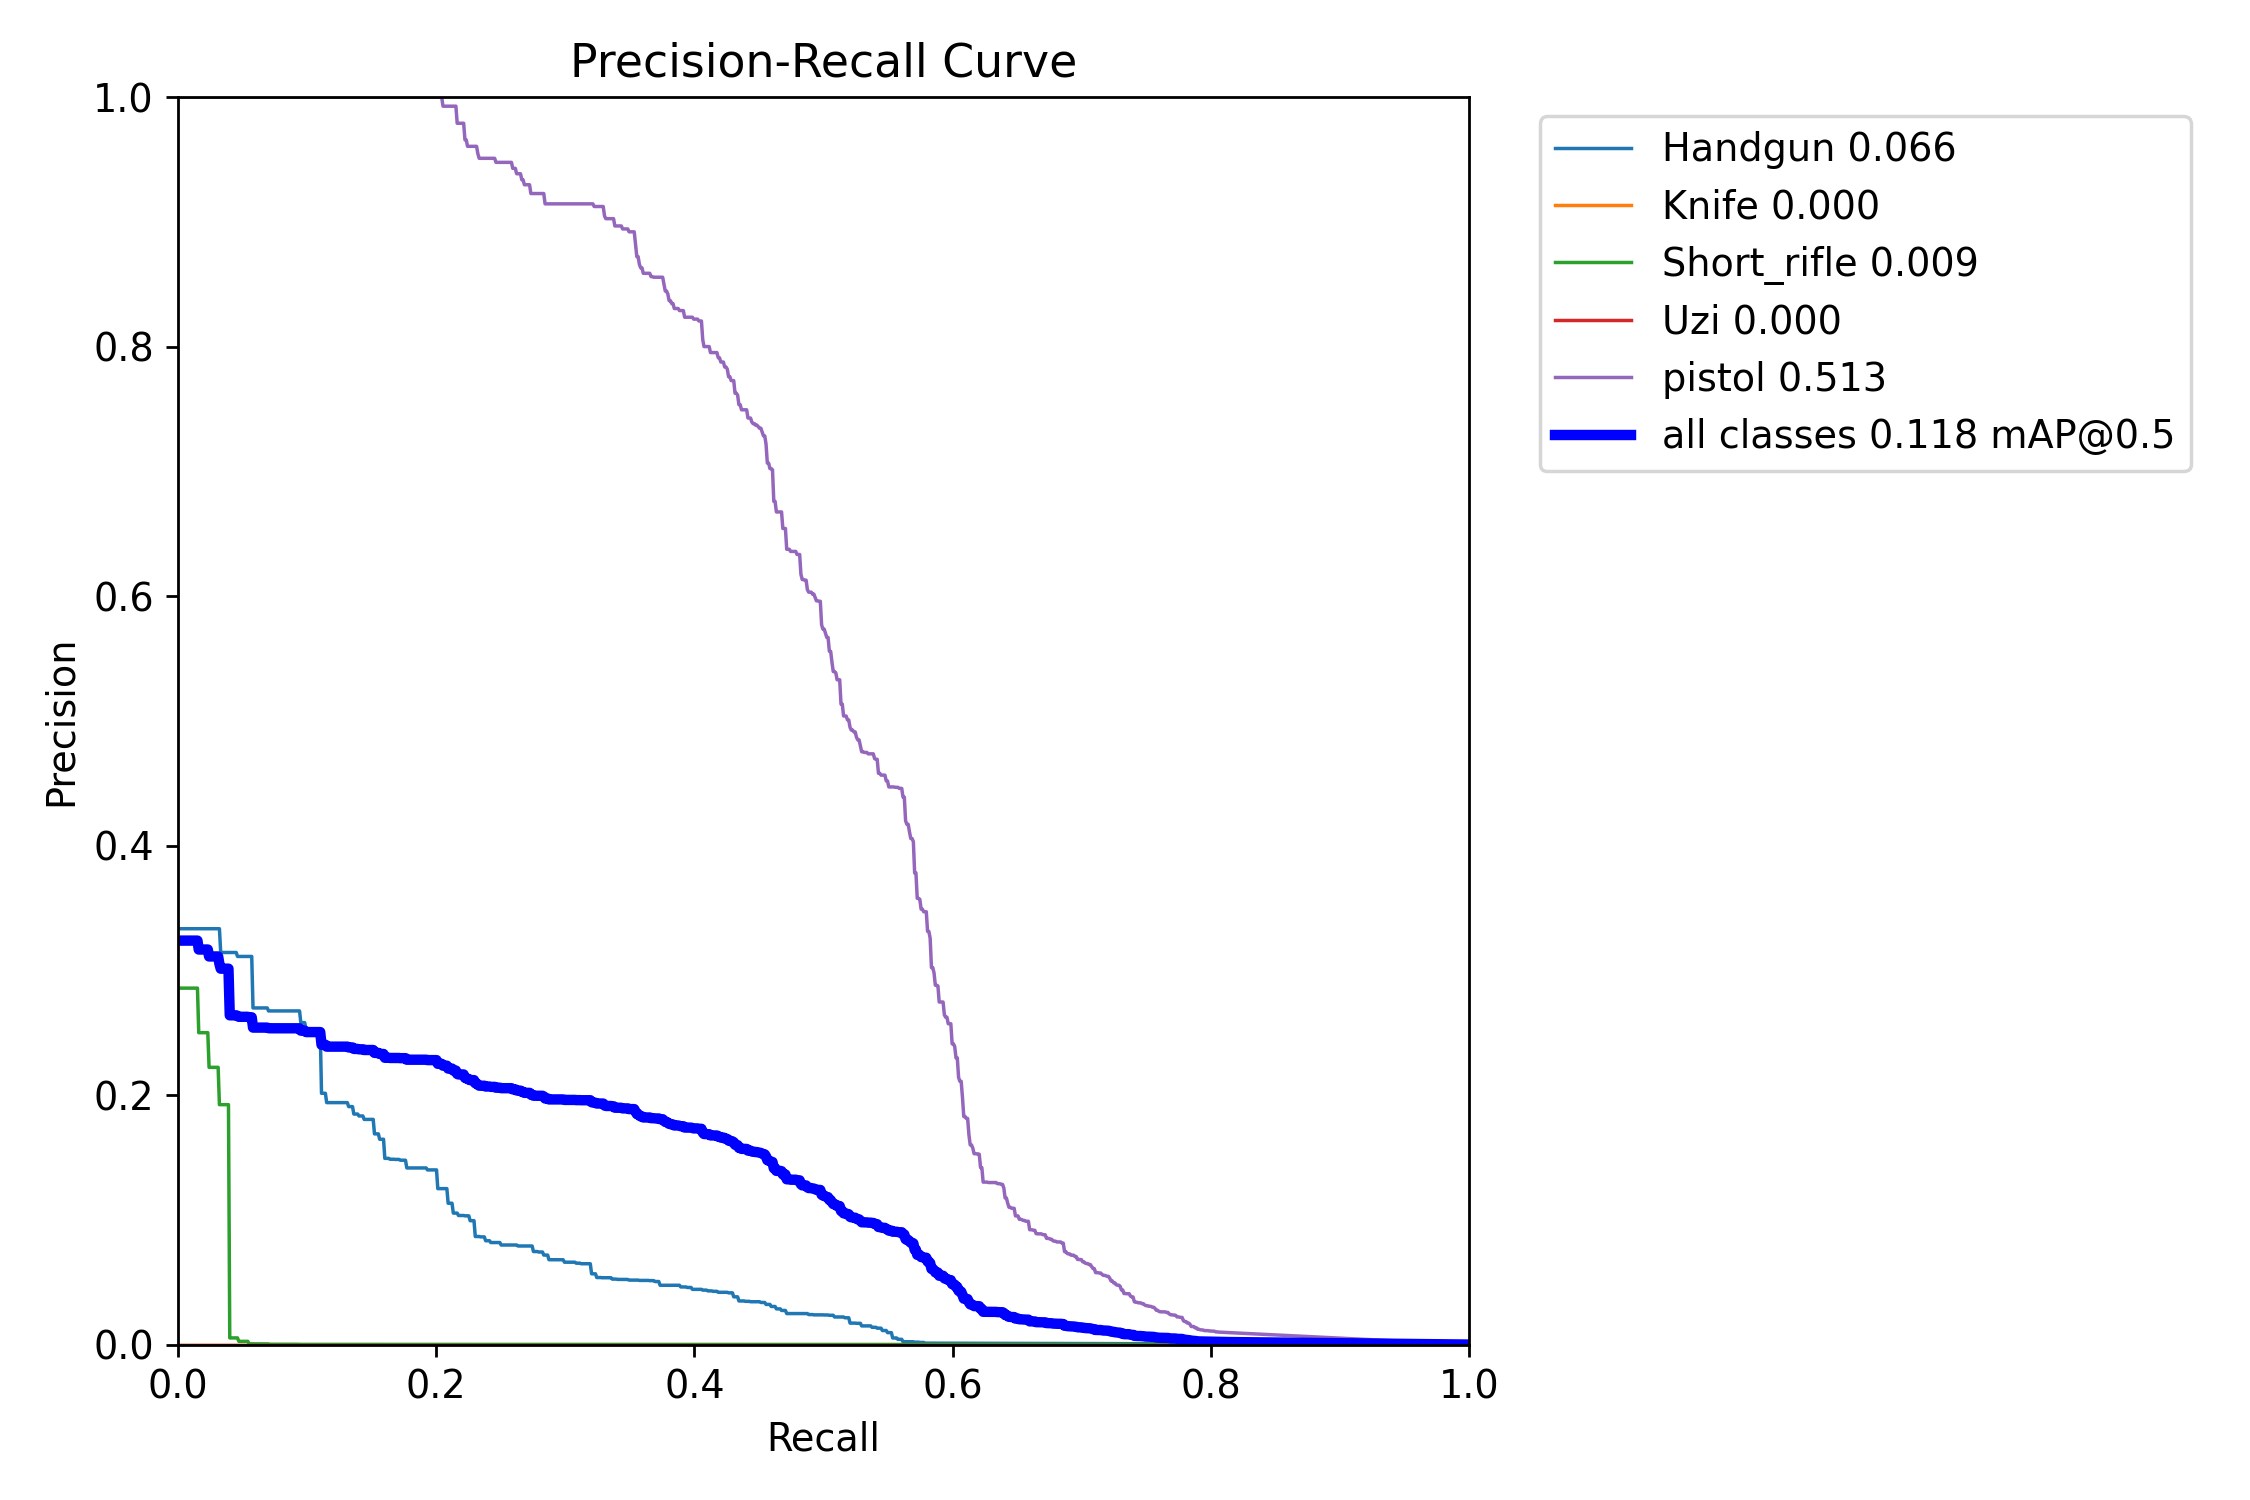 Precision-Recall Curve
1.0
0.8
0.6
0.4
0.2
0.0
Precision
0.0 0.2 0.4 0.6 0.8 1.0
Recall
Handgun 0.066
Knife 0.000
Short_rifle 0.009
Uzi 0.000
pistol 0.513
all classes 0.118 mAP@0.5